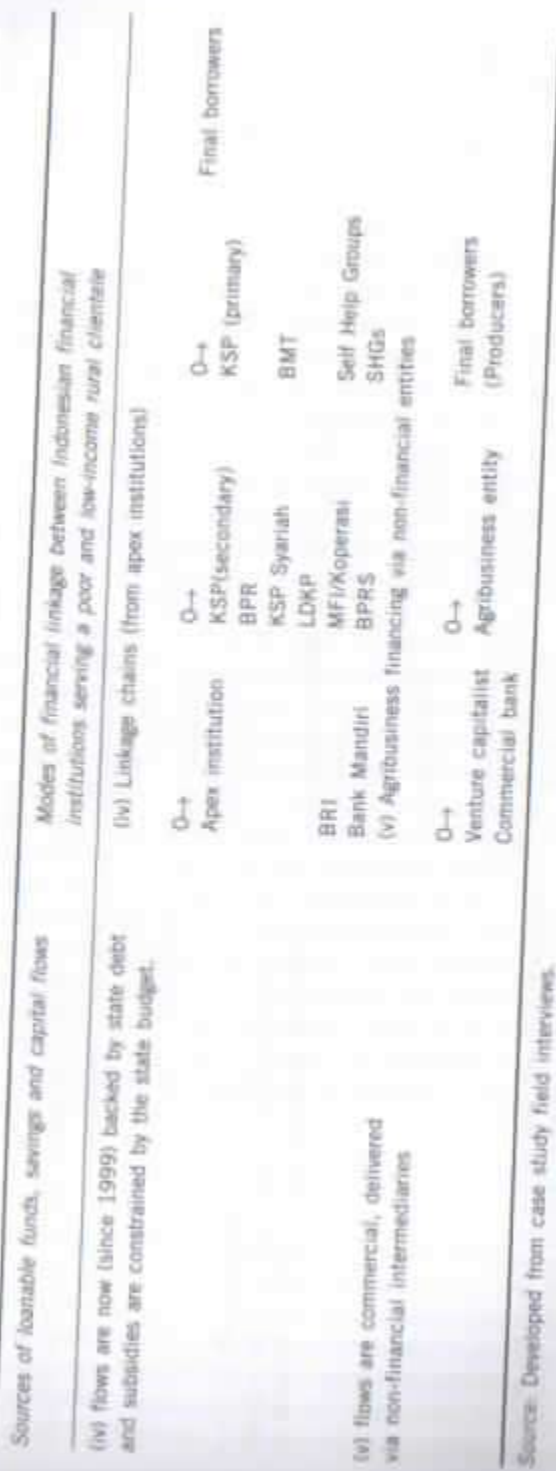 Sources of loanable funds, savings and capital flows
Modes of financial linkage between Indonesian financial
institutions serving a poor and low-income rural clientele
(iv) flows are now (since 1999) backed by state debt
and subsidies are constrained by the state budget.
(iv) Linkage chains (from apex institutions)
O→ O→ O→
Apex institution KSP(secondary) KSP (primary) Final borrowers
BPR
KSP Syariah BMT
LDKP
BRI MFI/Koperasi Self Help Groups
Bank Mandiri BPRS SHGs
(v) flows are commercial, delivered
via non-financial intermediaries
(v) Agribusiness financing via non-financial entities
O→ O→
Venture capitalist Agribusiness entity Final borrowers
Commercial bank (Producers)
Source: Developed from case study field interviews.